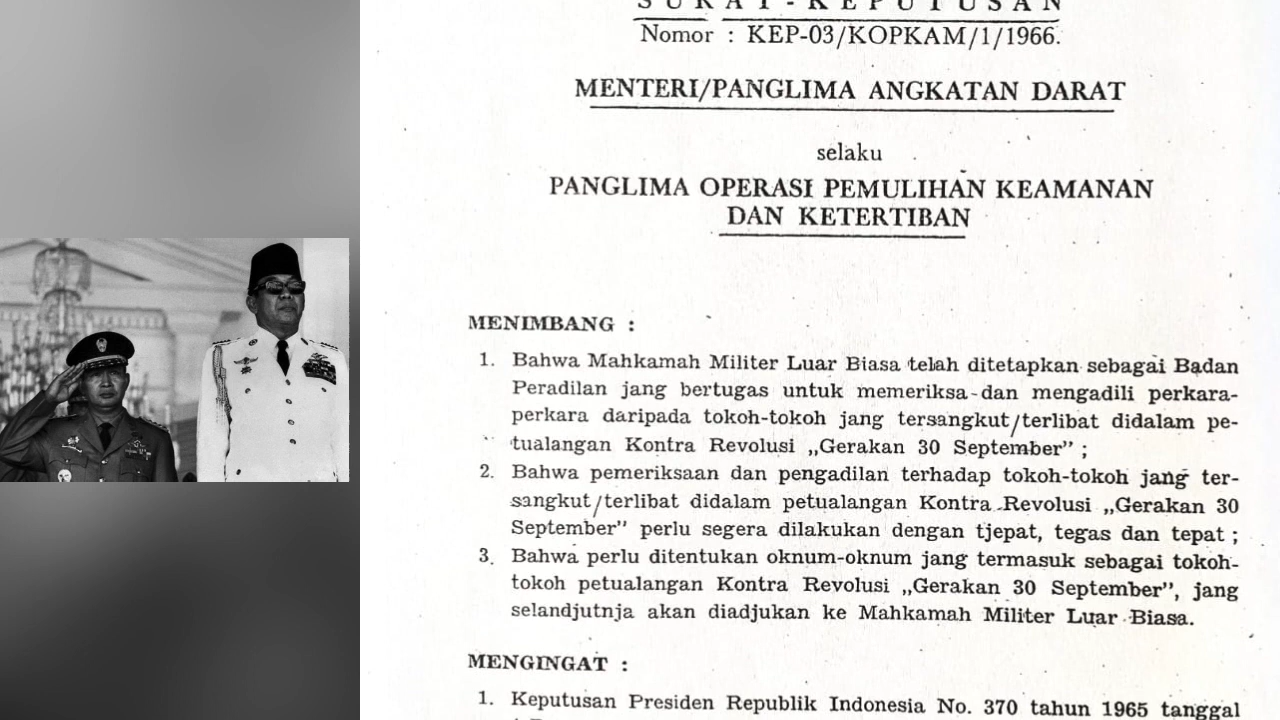 SURAT-KEPUTUSAN
Nomor : KEP-03/KOPKAM/1/1966.
MENTERI/PANGLIMA ANGKATAN DARAT
selaku
PANGLIMA OPERASI PEMULIHAN KEAMANAN
DAN KETERTIBAN
MENIMBANG :
1. Bahwa Mahkamah Militer Luar Biasa telah ditetapkan sebagai Badan
Peradilan jang bertugas untuk memeriksa dan mengadili perkara-
perkara daripada tokoh-tokoh jang tersangkut/terlibat didalam pe-
tualangan Kontra Revolusi „Gerakan 30 September" ;
2. Bahwa pemeriksaan dan pengadilan terhadap tokoh-tokoh jang ter-
sangkut/terlibat didalam petualangan Kontra Revolusi „Gerakan 30
September" perlu segera dilakukan dengan tjepat, tegas dan tepat ;
3. Bahwa perlu ditentukan oknum-oknum jang termasuk sebagai tokoh-
tokoh petualangan Kontra Revolusi „Gerakan 30 September", jang
selandjutnja akan diadjukan ke Mahkamah Militer Luar Biasa.
MENGINGAT :
1. Keputusan Presiden Republik Indonesia No. 370 tahun 1965 tanggal